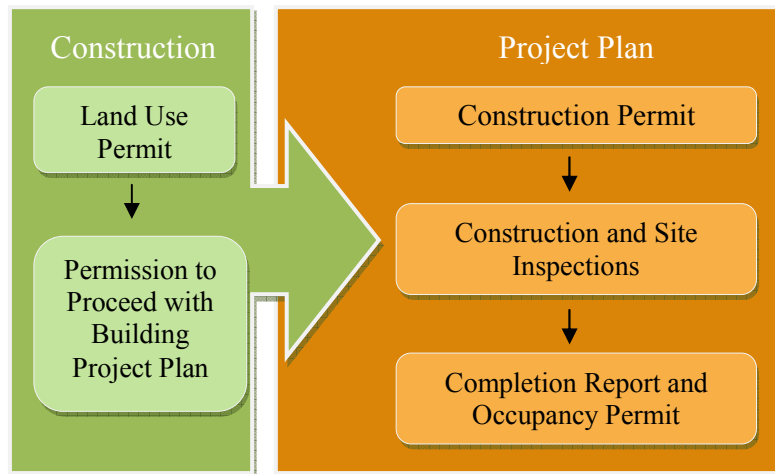 Construction
Land Use
Permit
Permission to
Proceed with
Building
Project Plan
Project Plan
Construction Permit
Construction and Site
Inspections
Completion Report and
Occupancy Permit